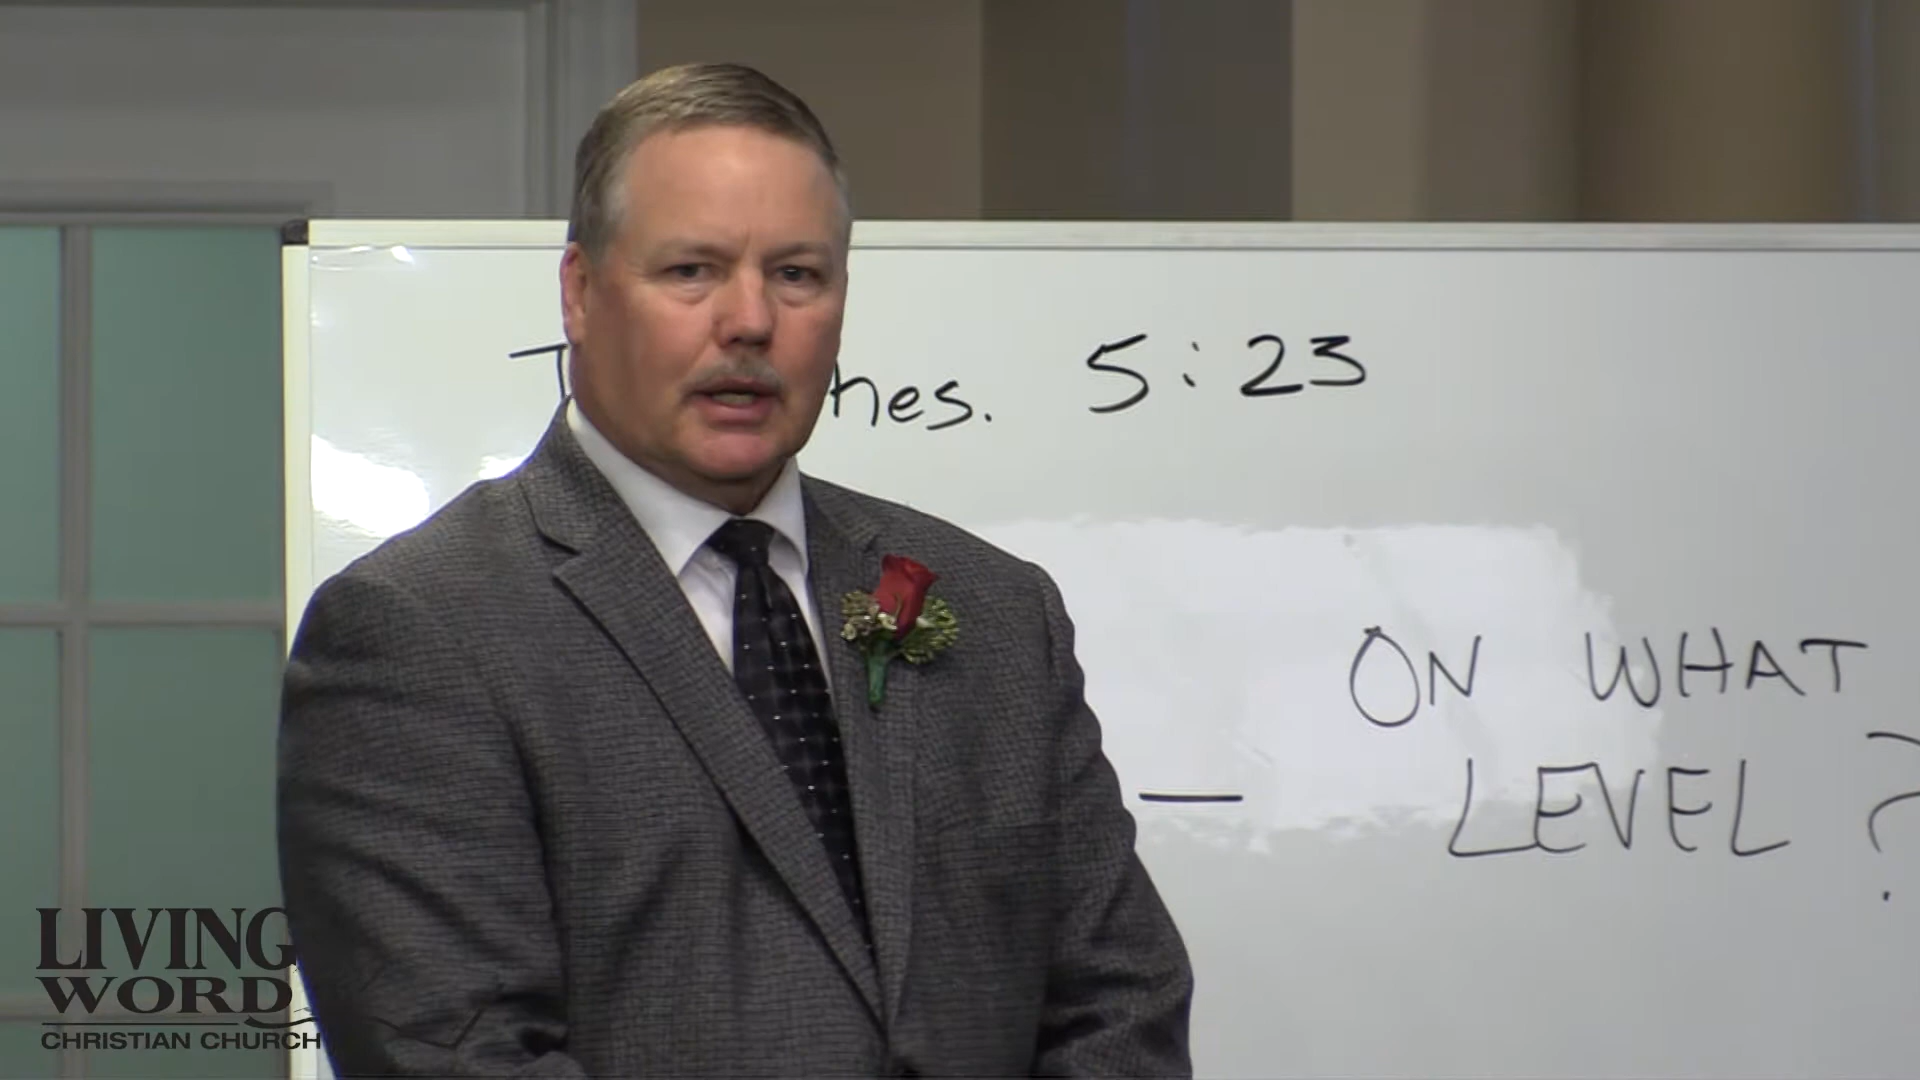 hes. 5:23
— ON WHAT
LEVEL?
LIVING
WORD
CHRISTIAN CHURCH